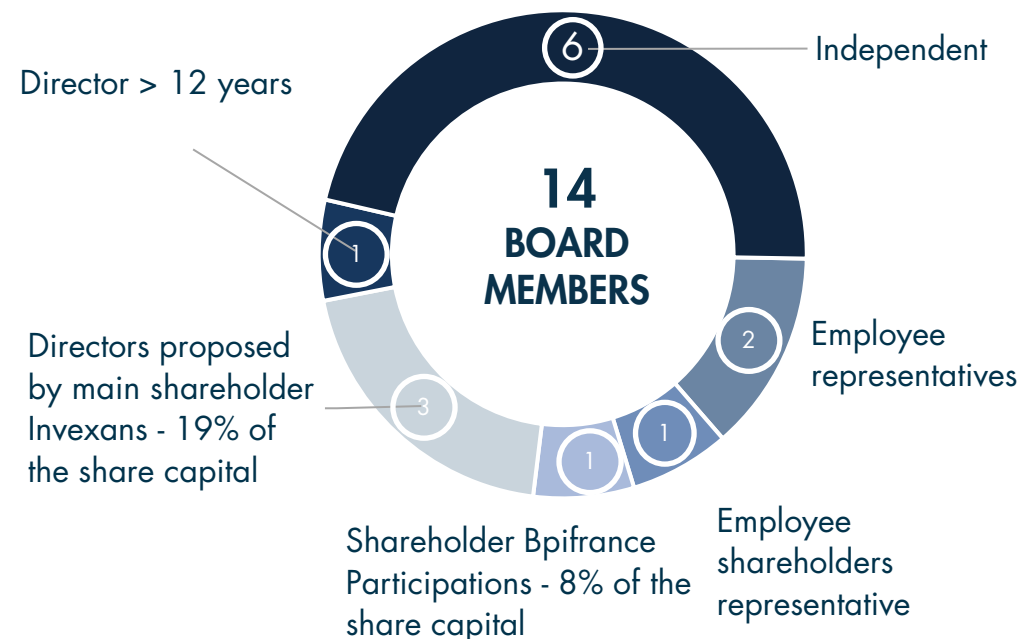 6
Independent
Director > 12 years
1
14
BOARD
MEMBERS
2
Employee
representatives
Directors proposed
by main shareholder
Invexans - 19% of
the share capital
3
1
1
Shareholder Bpifrance
Participations - 8% of the
share capital
Employee
shareholders
representative